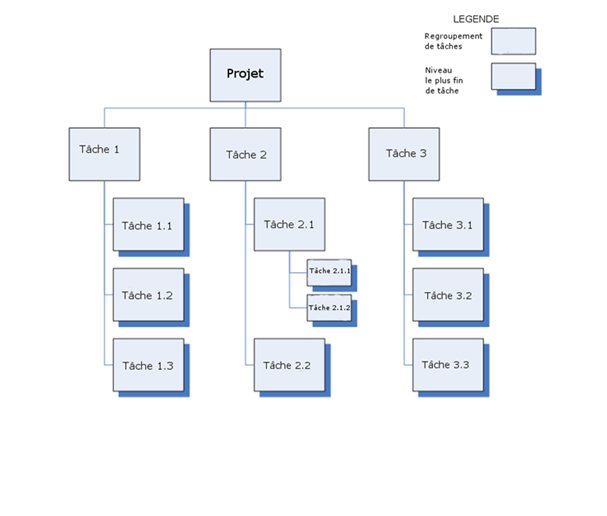 LEGENDE
Regroupement
de tâches
Niveau
le plus fin
de tâche
Projet
Tâche 1
Tâche 2
Tâche 3
Tâche 1.1
Tâche 2.1
Tâche 3.1
Tâche 2.1.1
Tâche 1.2
Tâche 3.2
Tâche 2.1.2
Tâche 1.3
Tâche 2.2
Tâche 3.3